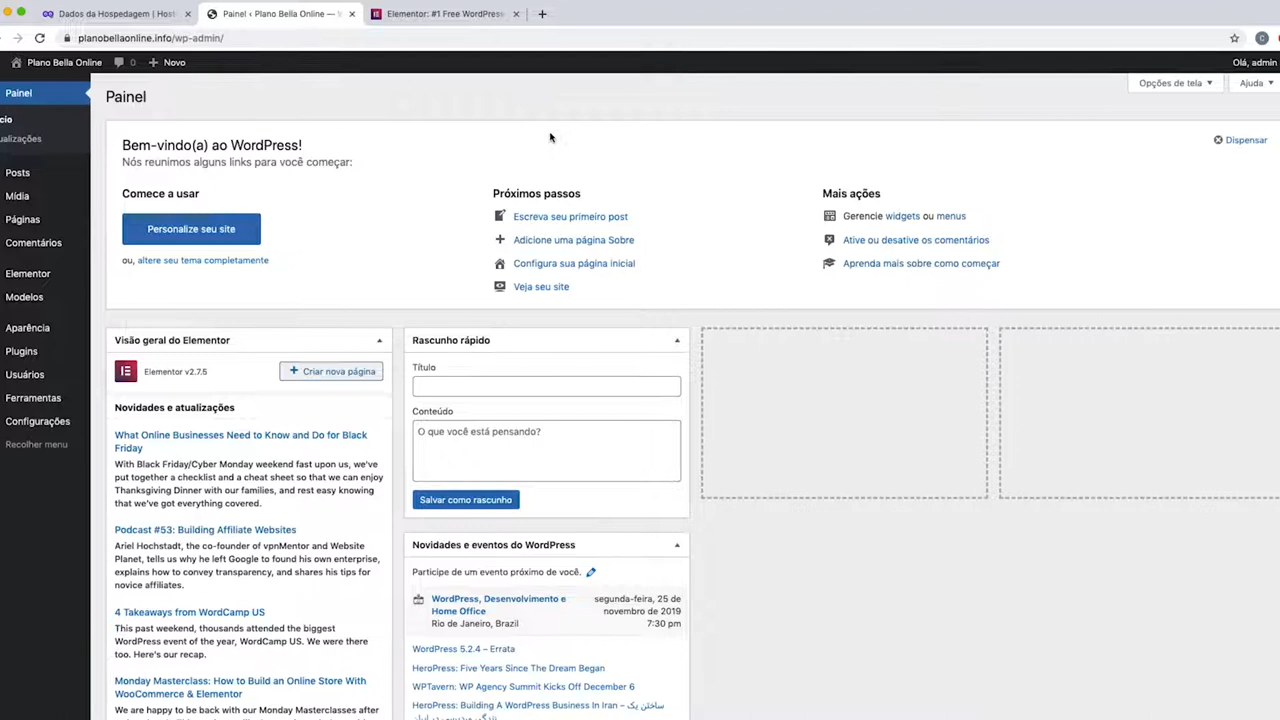 Dados da Hospedagem | Hosti
Painel ‹ Plano Bella Online — W
Elementor: #1 Free WordPress
planobellaonline.info/wp-admin/
C
Plano Bella Online
0
Novo
Olá, admin
Painel
cio
ualizações
Posts
Mídia
Páginas
Comentários
Elementor
Modelos
Aparência
Plugins
Usuários
Ferramentas
Configurações
Recolher menu
Painel
Opções de tela
Ajuda
Bem-vindo(a) ao WordPress!
Nós reunimos alguns links para você começar:
Dispensar
Comece a usar
Personalize seu site
ou, altere seu tema completamente
Próximos passos
Escreva seu primeiro post
Adicione uma página Sobre
Configura sua página inicial
Veja seu site
Mais ações
Gerencie widgets ou menus
Ative ou desative os comentários
Aprenda mais sobre como começar
Visão geral do Elementor
Elementor v2.7.5
Criar nova página
Novidades e atualizações
What Online Businesses Need to Know and Do for Black
Friday
With Black Friday/Cyber Monday weekend fast upon us, we've
put together a checklist and a cheat sheet so that we can enjoy
Thanksgiving Dinner with our families, and rest easy knowing
that we've got everything covered.
Podcast #53: Building Affiliate Websites
Ariel Hochstadt, the co-founder of vpnMentor and Website
Planet, tells us why he left Google to found his own enterprise,
explains how to convey transparency, and shares his tips for
novice affiliates.
4 Takeaways from WordCamp US
This past weekend, thousands attended the biggest
WordPress event of the year, WordCamp US. We were there
too. Here's our recap.
Monday Masterclass: How to Build an Online Store With
WooCommerce & Elementor
We are happy to be back with our Monday Masterclasses after
Rascunho rápido
Título
Conteúdo
O que você está pensando?
Salvar como rascunho
Novidades e eventos do WordPress
Participe de um evento próximo de você.
WordPress, Desenvolvimento e
Home Office
Rio de Janeiro, Brazil
segunda-feira, 25 de
novembro de 2019
7:30 pm
WordPress 5.2.4 – Errata
HeroPress: Five Years Since The Dream Began
WPTavern: WP Agency Summit Kicks Off December 6
HeroPress: Building A WordPress Business In Iran – ساختن یک